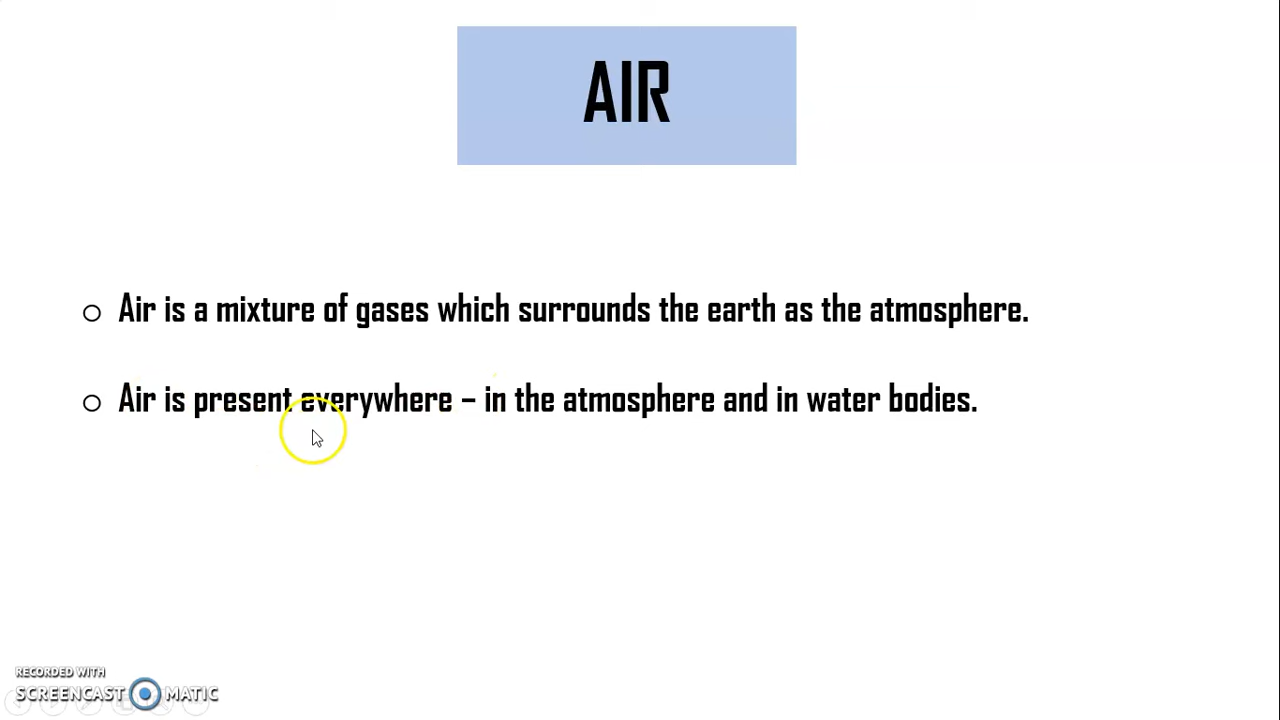 AIR
Air is a mixture of gases which surrounds the earth as the atmosphere.
Air is present everywhere – in the atmosphere and in water bodies.
RECORDED WITH
SCREENCAST MATIC